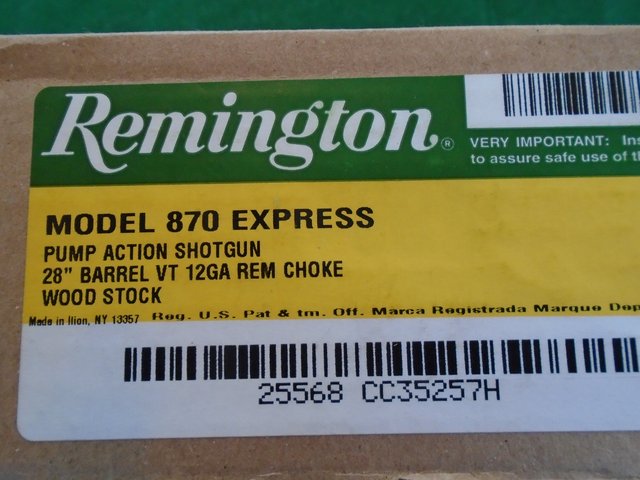 Remington®
VERY IMPORTANT:
to assure safe use of
MODEL 870 EXPRESS
PUMP ACTION SHOTGUN
28" BARREL VT 12GA REM CHOKE
WOOD STOCK
Made in Ilion, NY 13357 Reg. U.S. Pat & tm. Off. Marca Registrada Marque
25568 CC35257H